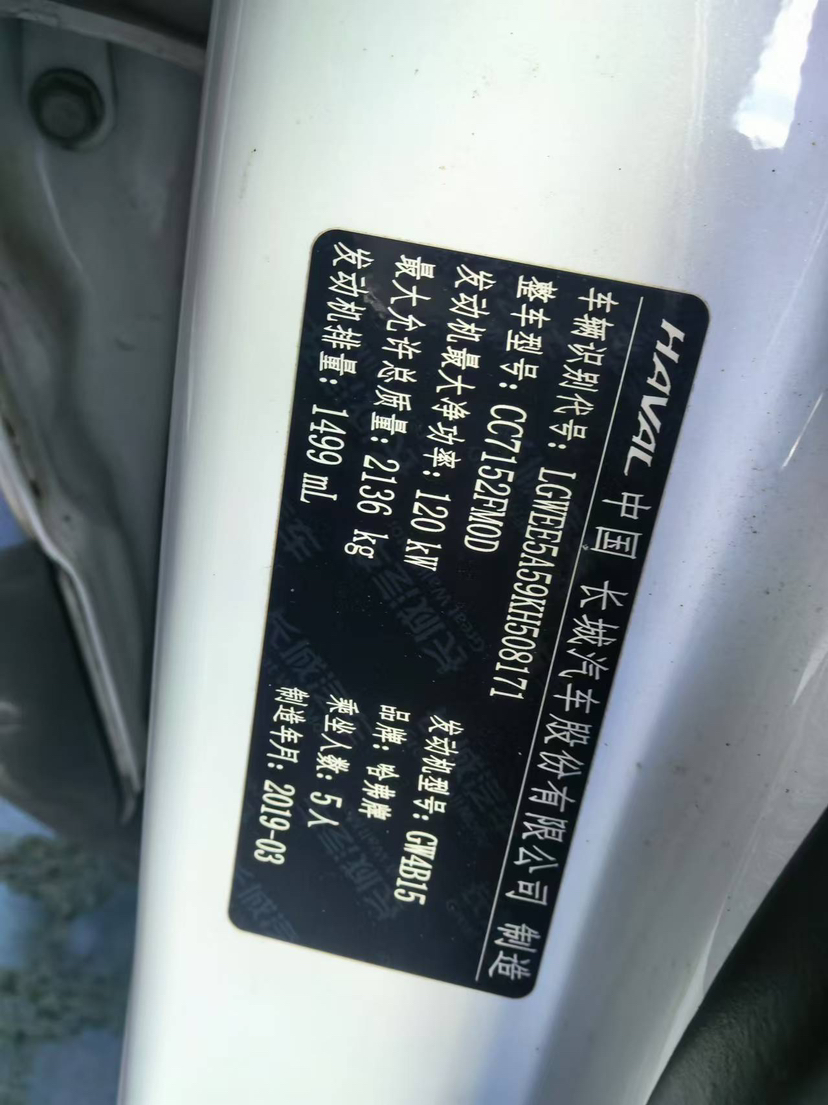 HAVAL 中国 长城汽车股份有限公司 制造
车辆识别代号: LGWEE5A59KH508171
整车型号: CC7152FM0D
发动机型号: GW4B15
发动机最大净功率: 120 kW
品牌: 哈弗牌
最大允许总质量: 2136 kg
乘坐人数: 5人
发动机排量: 1499 mL
制造年月: 2019-03